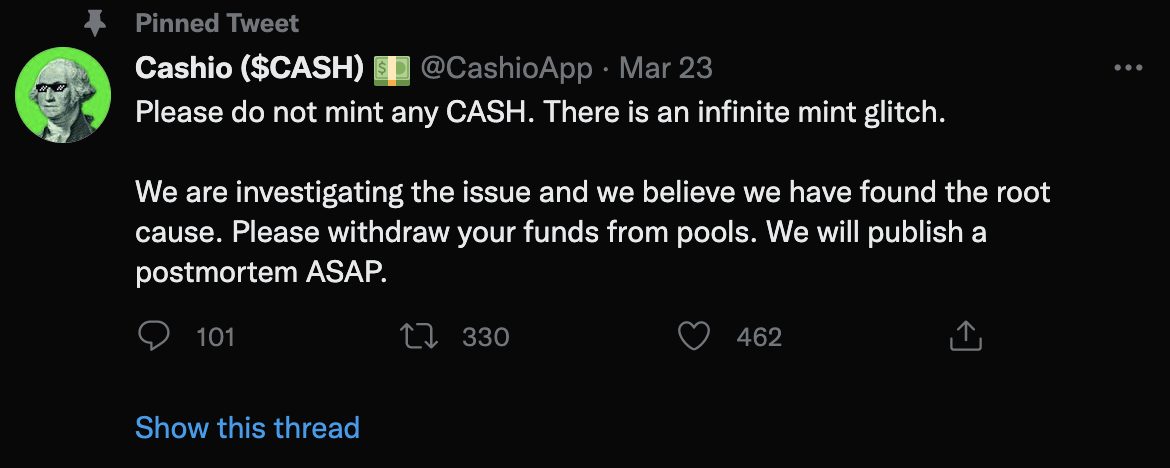 Pinned Tweet
Cashio ($CASH) 💵 @CashioApp · Mar 23
Please do not mint any CASH. There is an infinite mint glitch.
We are investigating the issue and we believe we have found the root
cause. Please withdraw your funds from pools. We will publish a
postmortem ASAP.
101 330 462
Show this thread